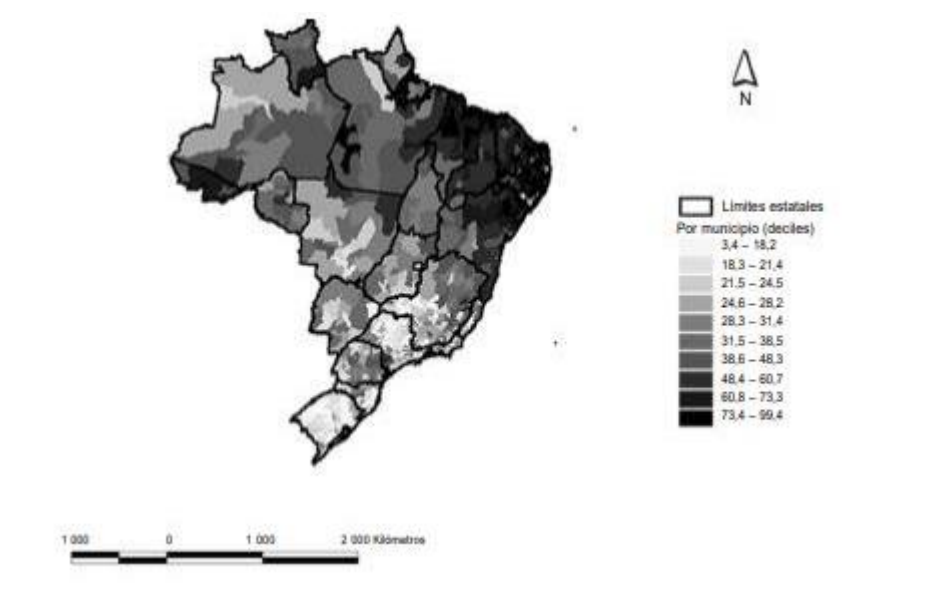 N
Límites estatales
Por municipio (deciles)
3,4 – 18,2
18,3 – 21,4
21,5 – 24,5
24,6 – 28,2
28,3 – 31,4
31,5 – 38,5
38,6 – 48,3
48,4 – 60,7
60,8 – 73,3
73,4 – 99,4
1 000 0 1 000 2 000 Kilómetros